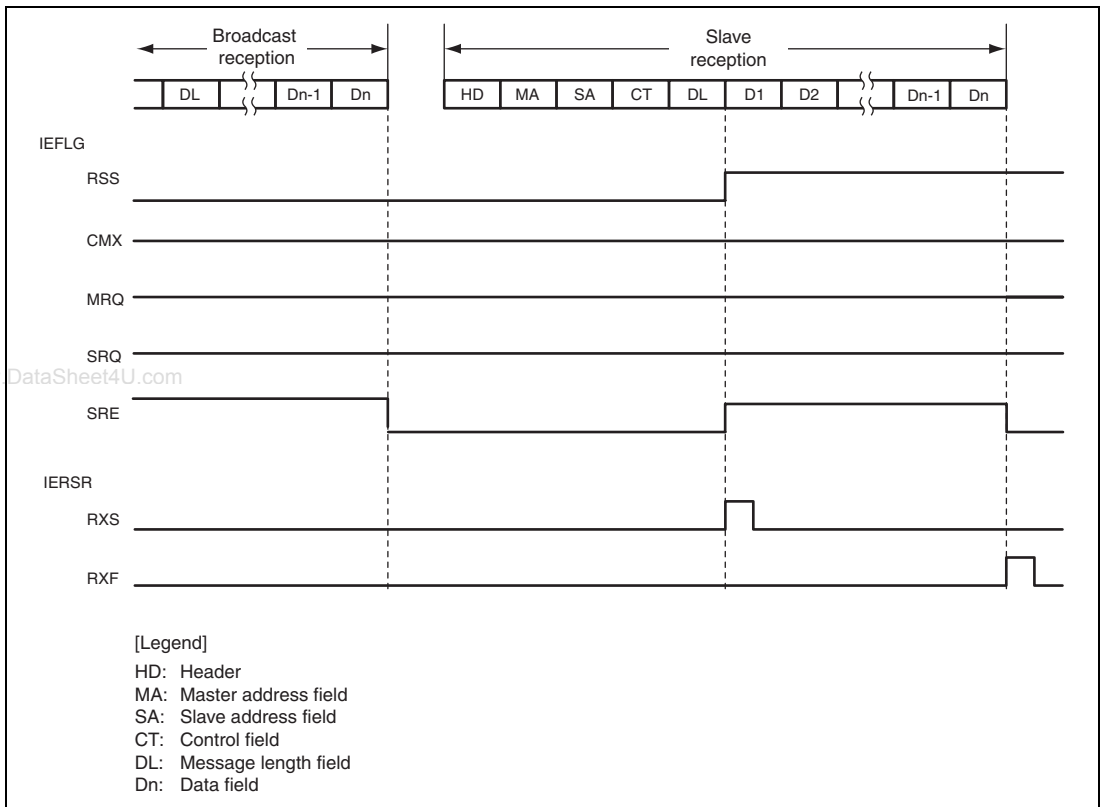 Broadcast
reception
Slave
reception
DL Dn-1 Dn HD MA SA CT DL D1 D2 Dn-1 Dn
IEFLG
RSS
CMX
MRQ
SRQ
.DataSheet4U.com
SRE
IERSR
RXS
RXF
[Legend]
HD: Header
MA: Master address field
SA: Slave address field
CT: Control field
DL: Message length field
Dn: Data field